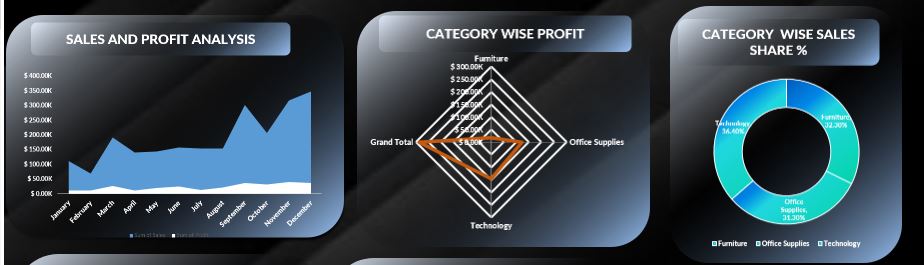 SALES AND PROFIT ANALYSIS
$ 400.00K
$ 350.00K
$ 300.00K
$ 250.00K
$ 200.00K
$ 150.00K
$ 100.00K
$ 50.00K
$ 0.00K
January
February
March
April
May
June
July
August
September
October
November
December
Sum of Sales
Sum of Profit
CATEGORY WISE PROFIT
Furniture
$ 300.00K
$ 250.00K
$ 200.00K
$ 150.00K
$ 100.00K
$ 50.00K
$ 0.00K
Grand Total
Office Supplies
Technology
CATEGORY WISE SALES
SHARE %
Technology,
36.40%
Furniture,
32.30%
Office
Supplies,
31.30%
Furniture
Office Supplies
Technology